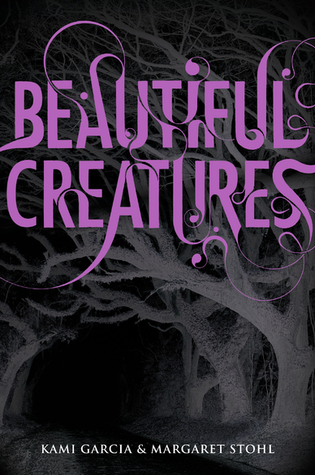 BEAUTIFUL
CREATURES
KAMI GARCIA & MARGARET STOHL